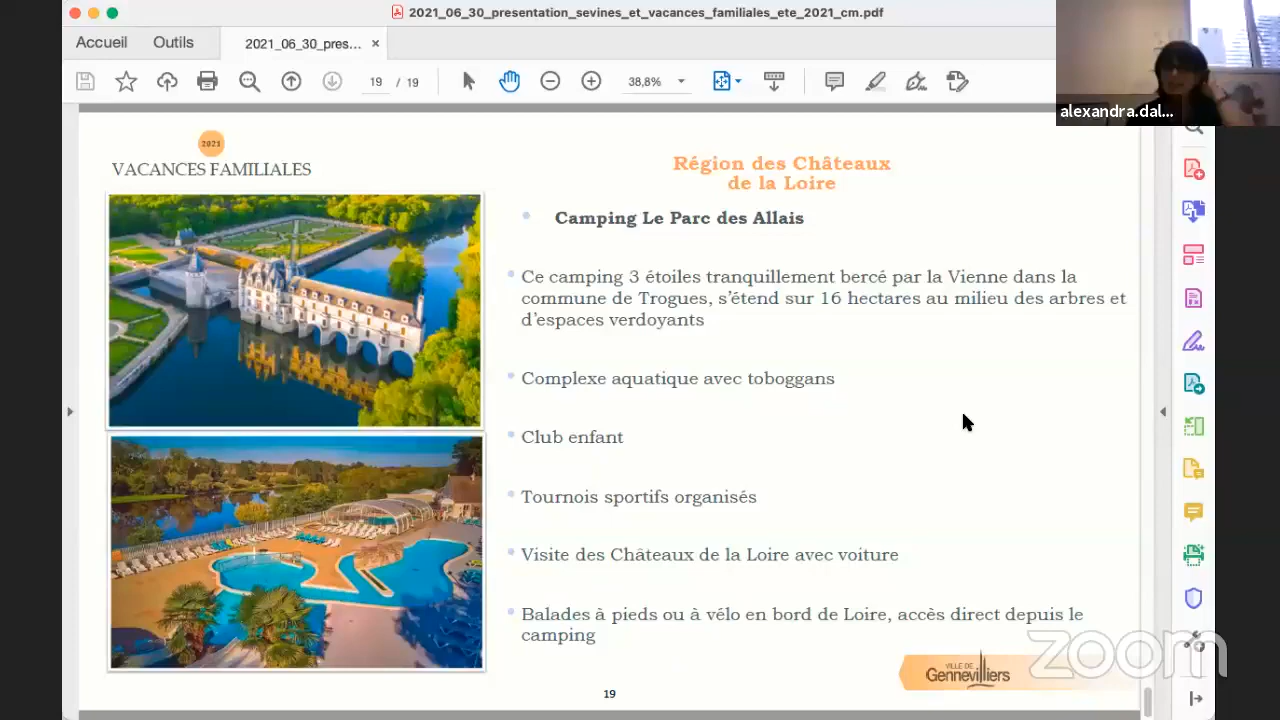 2021_06_30_presentation_sevines_et_vacances_familiales_ete_2021_cm.pdf
Accueil
Outils
2021_06_30_pres...
×
19 / 19
38,8%
alexandra.dal...
2021
VACANCES FAMILIALES
Région des Châteaux
de la Loire
Camping Le Parc des Allais
Ce camping 3 étoiles tranquillement bercé par la Vienne dans la
commune de Trogues, s’étend sur 16 hectares au milieu des arbres et
d’espaces verdoyants
Complexe aquatique avec toboggans
Club enfant
Tournois sportifs organisés
Visite des Châteaux de la Loire avec voiture
Balades à pieds ou à vélo en bord de Loire, accès direct depuis le
camping
VILLE DE
Gennevilliers
zoom
19